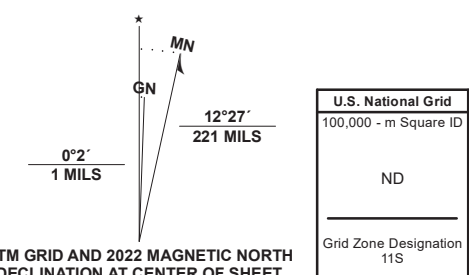 ★
MN
GN
12°27´
221 MILS
0°2´
1 MILS
TM GRID AND 2022 MAGNETIC NORTH
DECLINATION AT CENTER OF SHEET
U.S. National Grid
100,000 - m Square ID
ND
Grid Zone Designation
11S